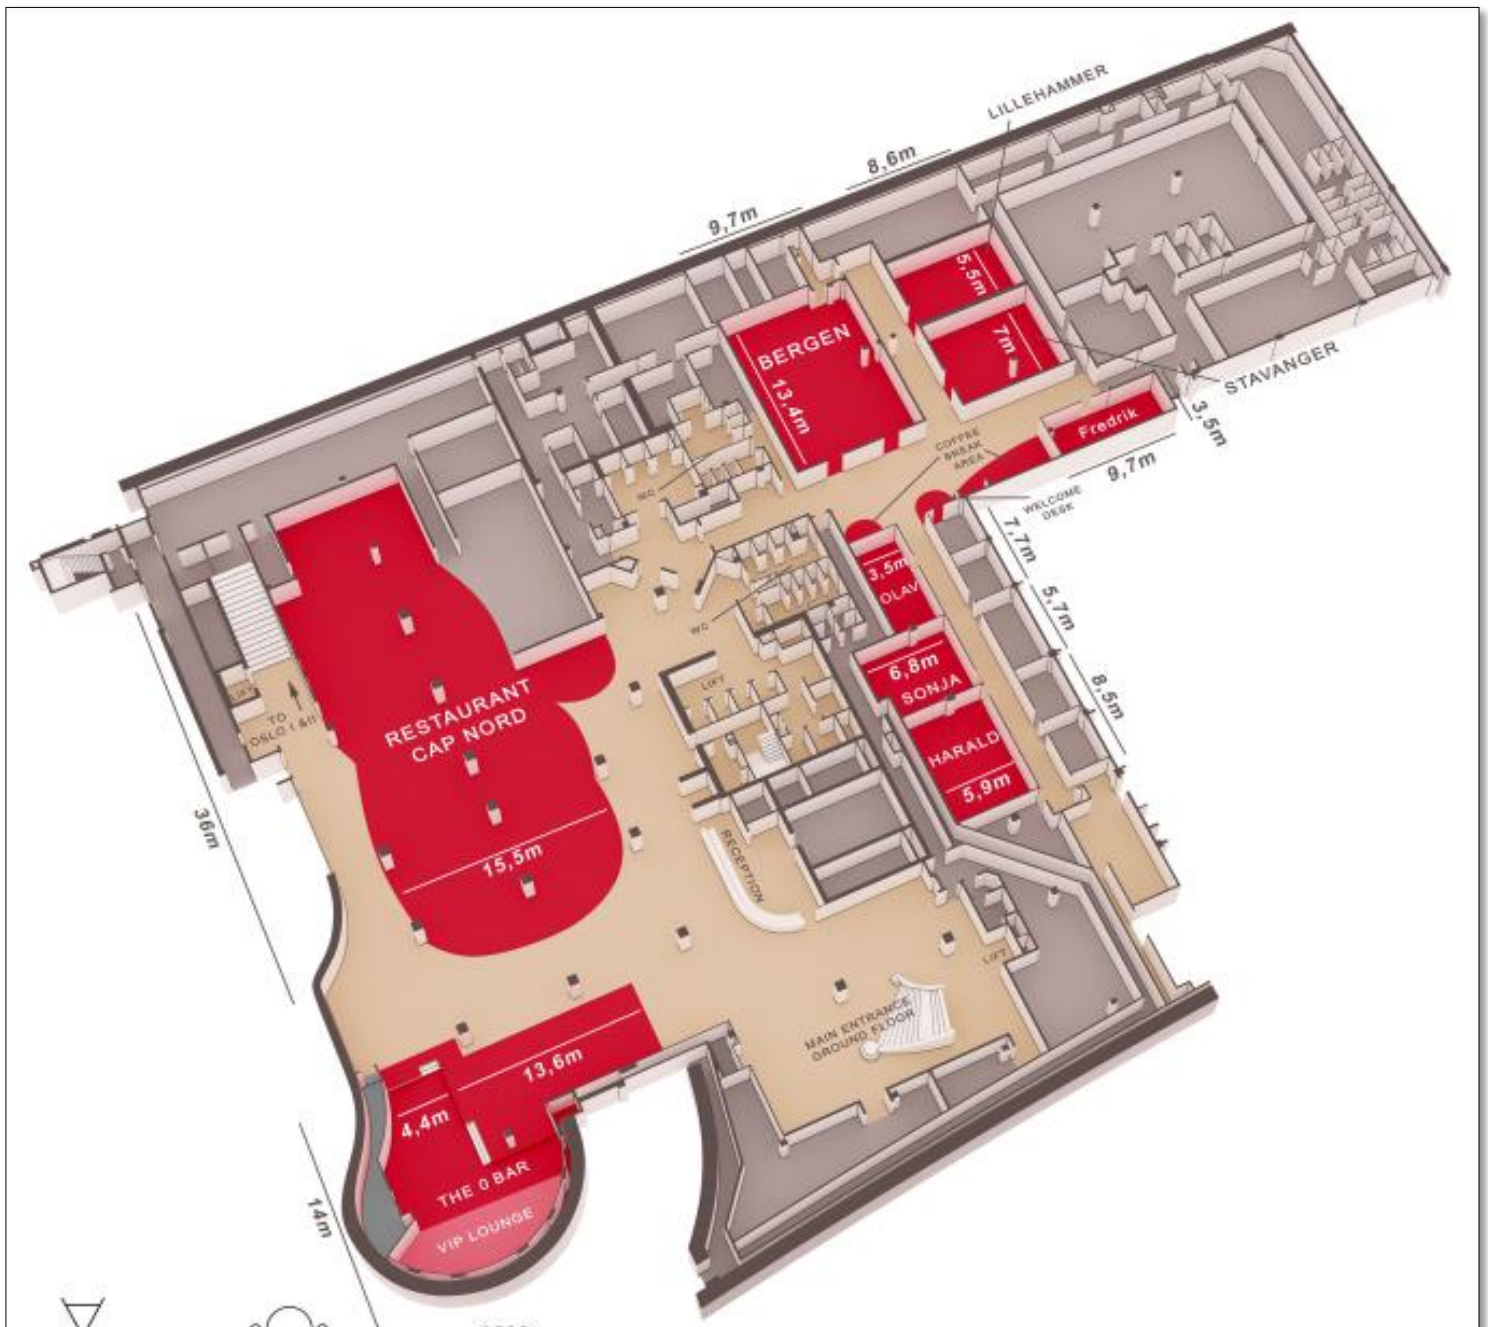 LILLEHAMMER
8,6m
9,7m
5,5m
7m
BERGEN
13,4m
STAVANGER
3,5m
Fredrik
9,7m
COFFEE
BREAK
AREA
WELCOME
DESK
WC
7,7m
3,5m
OLAV
5,7m
WC
6,8m
SONJA
8,5m
LIFT
LIFT
TO
OSLO I &II
RESTAURANT
CAP NORD
HARALD
5,9m
36m
15,5m
RECEPTION
LIFT
MAIN ENTRANCE
GROUND FLOOR
13,6m
4,4m
THE 0 BAR
VIP LOUNGE
14m